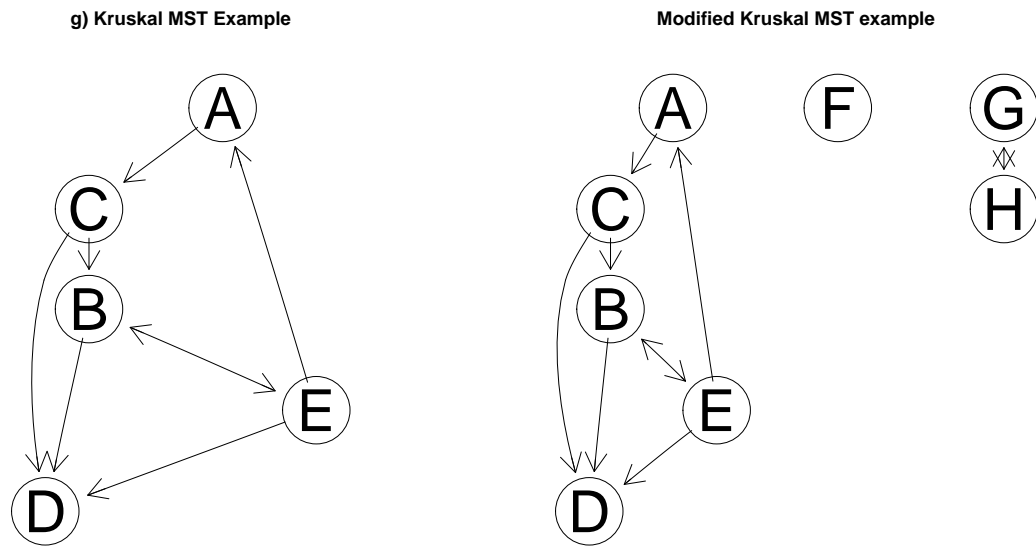 g) Kruskal MST Example
A
C
B
E
D
Modified Kruskal MST example
A
F
G
C
H
B
E
D